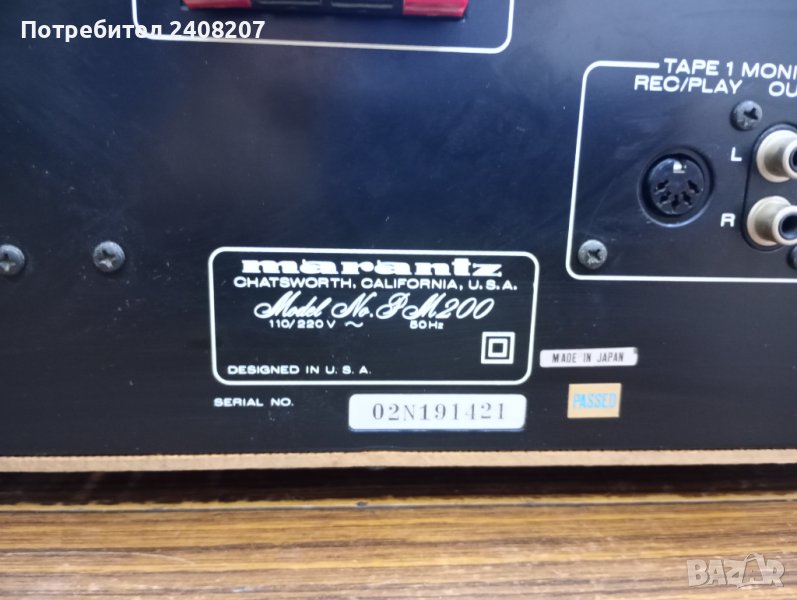 Потребител 2408207
TAPE 1 MONI
REC/PLAY OU
L
R
marantz
CHATSWORTH, CALIFORNIA, U.S.A.
Model No. PM200
110/220V ~ 50Hz
DESIGNED IN U.S.A.
MADE IN JAPAN
SERIAL NO. 02N191421
PASSED
BAZAR